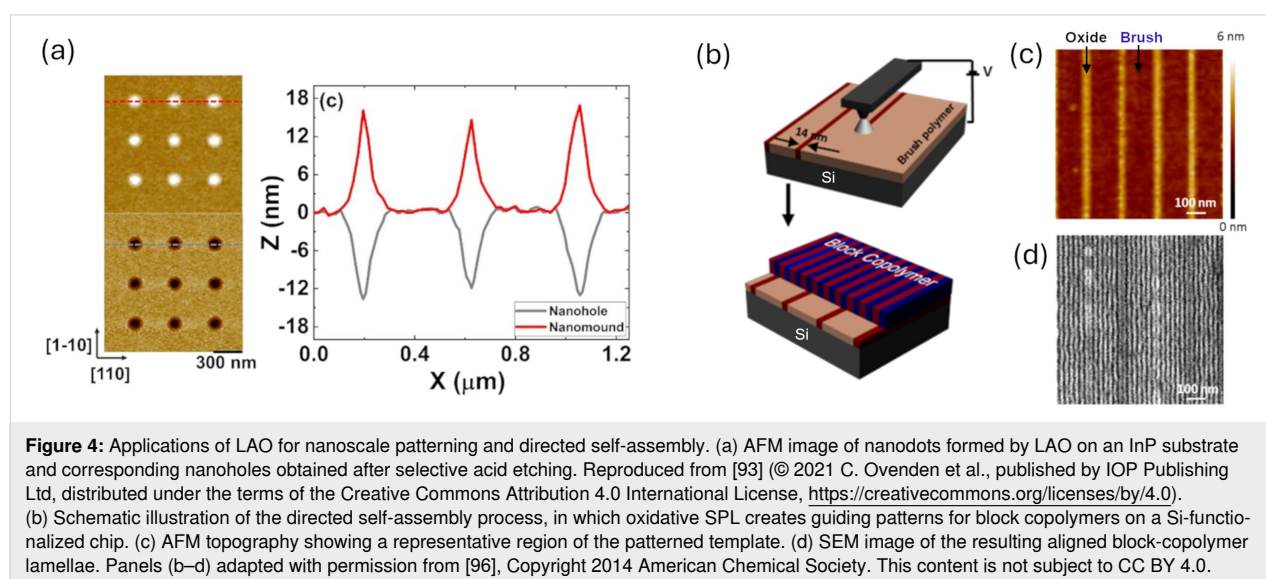 (a)
[1-10]
[110]
300 nm
(c)
18
12
6
0
-6
-12
-18
Z (nm)
0.0 0.4 0.8 1.2
X (μm)
Nanohole
Nanomound
(b)
V
14 nm
Brush polymer
Si
Block Copolymer
Si
(c)
Oxide Brush
6 nm
100 nm
0 nm
(d)
100 nm
Figure 4: Applications of LAO for nanoscale patterning and directed self-assembly. (a) AFM image of nanodots formed by LAO on an InP substrate
and corresponding nanoholes obtained after selective acid etching. Reproduced from [93] (© 2021 C. Ovenden et al., published by IOP Publishing
Ltd, distributed under the terms of the Creative Commons Attribution 4.0 International License, https://creativecommons.org/licenses/by/4.0).
(b) Schematic illustration of the directed self-assembly process, in which oxidative SPL creates guiding patterns for block copolymers on a Si-functio-
nalized chip. (c) AFM topography showing a representative region of the patterned template. (d) SEM image of the resulting aligned block-copolymer
lamellae. Panels (b–d) adapted with permission from [96], Copyright 2014 American Chemical Society. This content is not subject to CC BY 4.0.